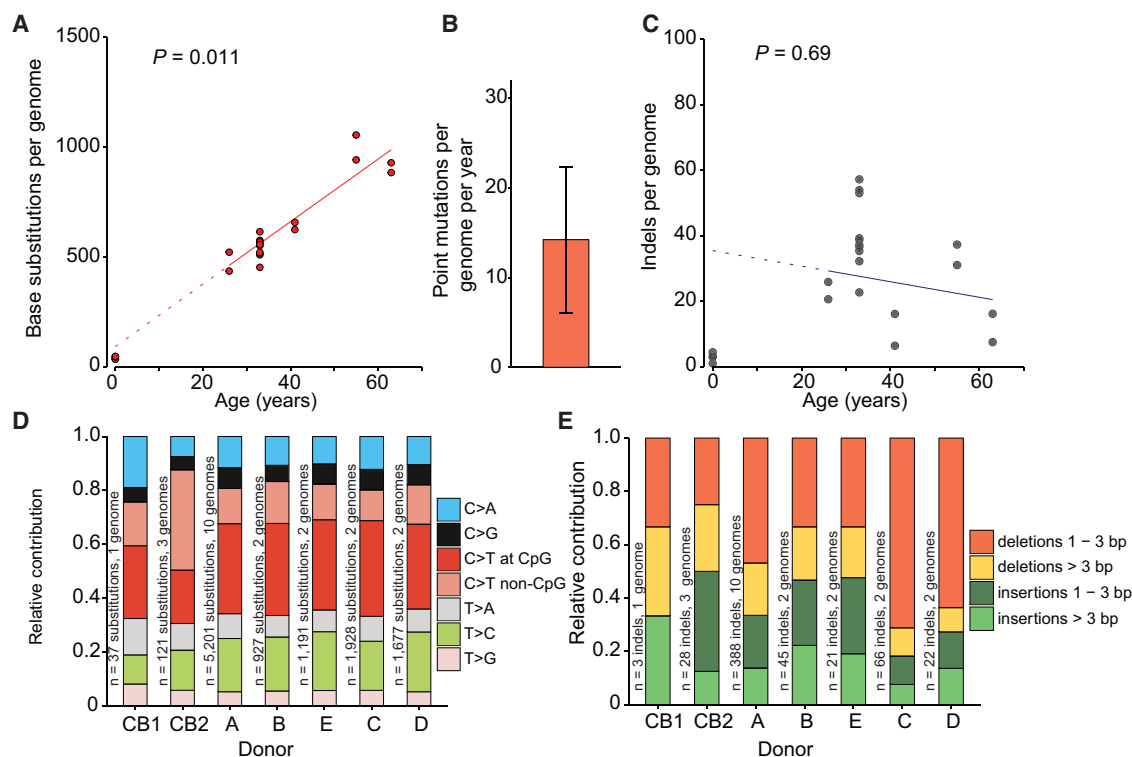 A
B
C
1500
1000
500
0
P = 0.011
Base substitutions per genome
0
20
40
60
Age (years)
30
20
10
0
Point mutations per
genome per year
100
80
60
40
20
0
P = 0.69
Indels per genome
0
20
40
60
Age (years)
D
1.0
0.8
0.6
0.4
0.2
0
Relative contribution
n = 37 substitutions, 1 genome
n = 121 substitutions, 3 genomes
n = 5,201 substitutions, 10 genomes
n = 927 substitutions, 2 genomes
n = 1,191 substitutions, 2 genomes
n = 1,928 substitutions, 2 genomes
n = 1,677 substitutions, 2 genomes
CB1 CB2 A B E C D
Donor
C>A
C>G
C>T at CpG
C>T non-CpG
T>A
T>C
T>G
E
1.0
0.8
0.6
0.4
0.2
0
Relative contribution
n = 3 indels, 1 genome
n = 28 indels, 3 genomes
n = 388 indels, 10 genomes
n = 45 indels, 2 genomes
n = 21 indels, 2 genomes
n = 66 indels, 2 genomes
n = 22 indels, 2 genomes
CB1 CB2 A B E C D
Donor
deletions 1 – 3 bp
deletions > 3 bp
insertions 1 – 3 bp
insertions > 3 bp